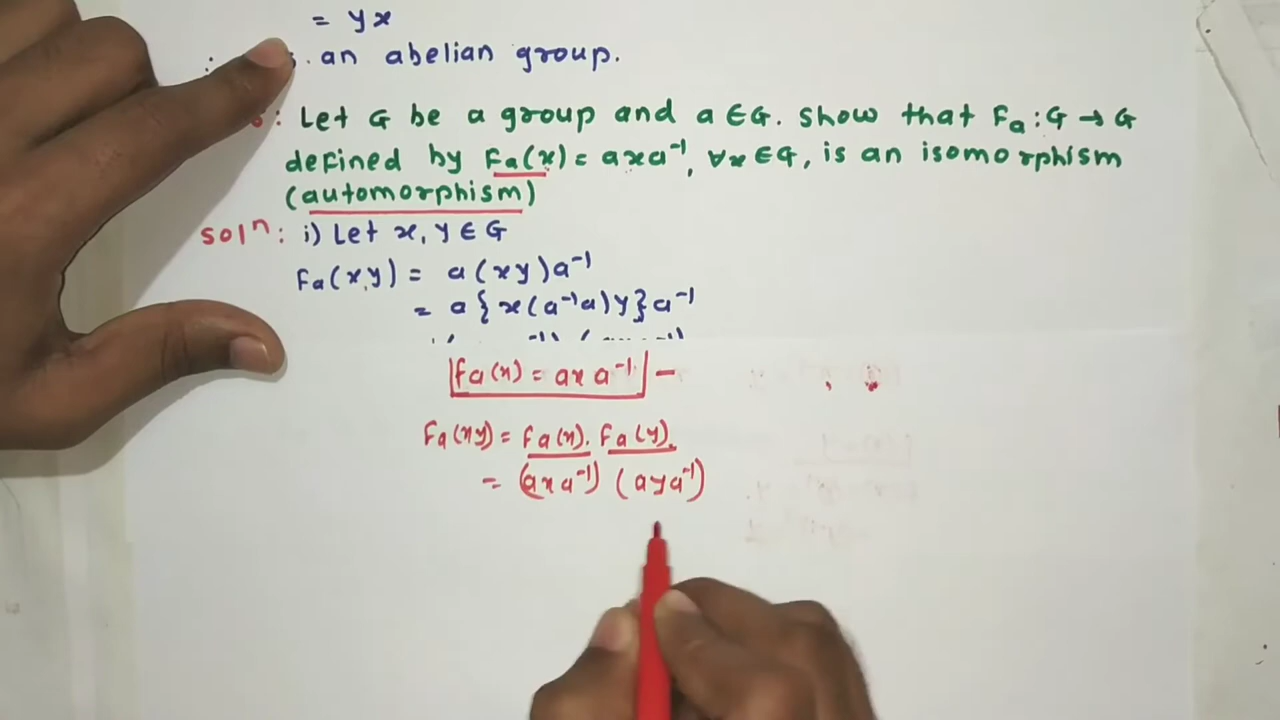 = yx
an abelian group.
: Let G be a group and a∈G. Show that Fa : G → G
defined by Fa(x) = axa⁻¹, ∀x∈G, is an isomorphism
(automorphism)
Solⁿ: i) Let x, y ∈ G
Fa(x,y) = a(xy)a⁻¹
= a{x(a⁻¹a)y}a⁻¹
Fa(x) = axa⁻¹ –
Fa(xy) = Fa(x). Fa(y).
= (axa⁻¹) (aya⁻¹)